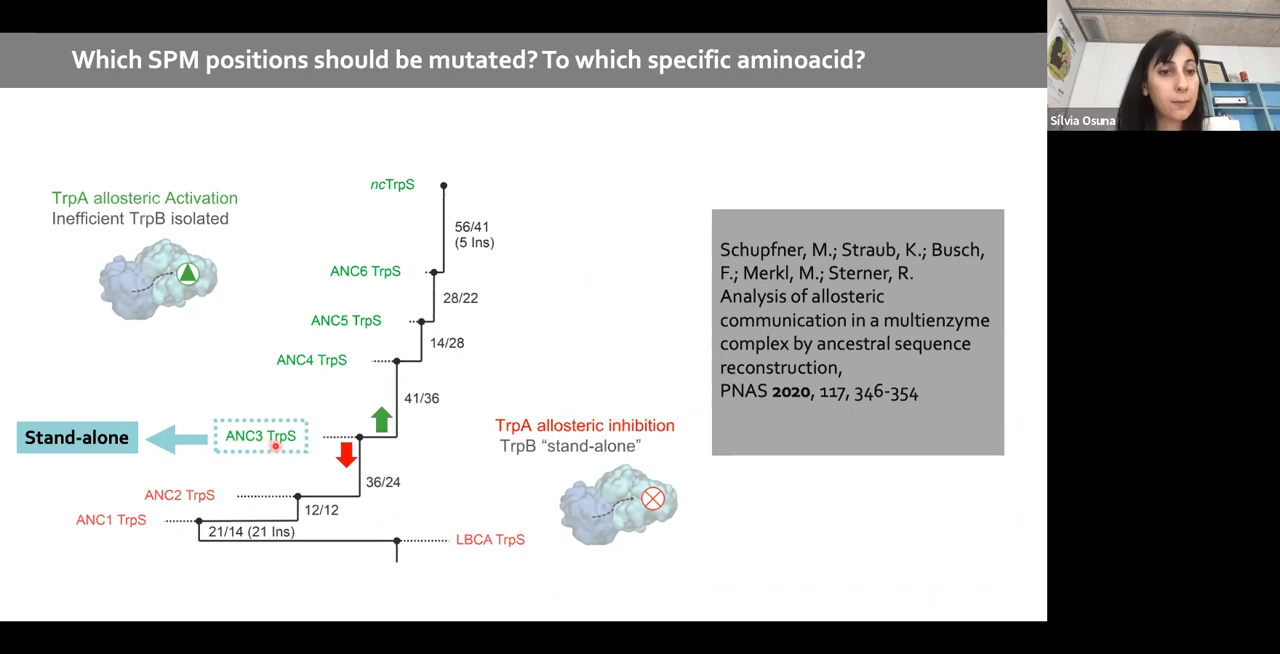 Which SPM positions should be mutated? To which specific aminoacid?
Sílvia Osuna
TrpA allosteric Activation
Inefficient TrpB isolated
ncTrpS
56/41
(5 Ins)
ANC6 TrpS
28/22
ANC5 TrpS
14/28
ANC4 TrpS
41/36
Stand-alone
ANC3 TrpS
36/24
ANC2 TrpS
12/12
ANC1 TrpS
21/14 (21 Ins)
LBCA TrpS
TrpA allosteric inhibition
TrpB “stand-alone”
Schupfner, M.; Straub, K.; Busch,
F.; Merkl, M.; Sterner, R.
Analysis of allosteric
communication in a multienzyme
complex by ancestral sequence
reconstruction,
PNAS 2020, 117, 346-354